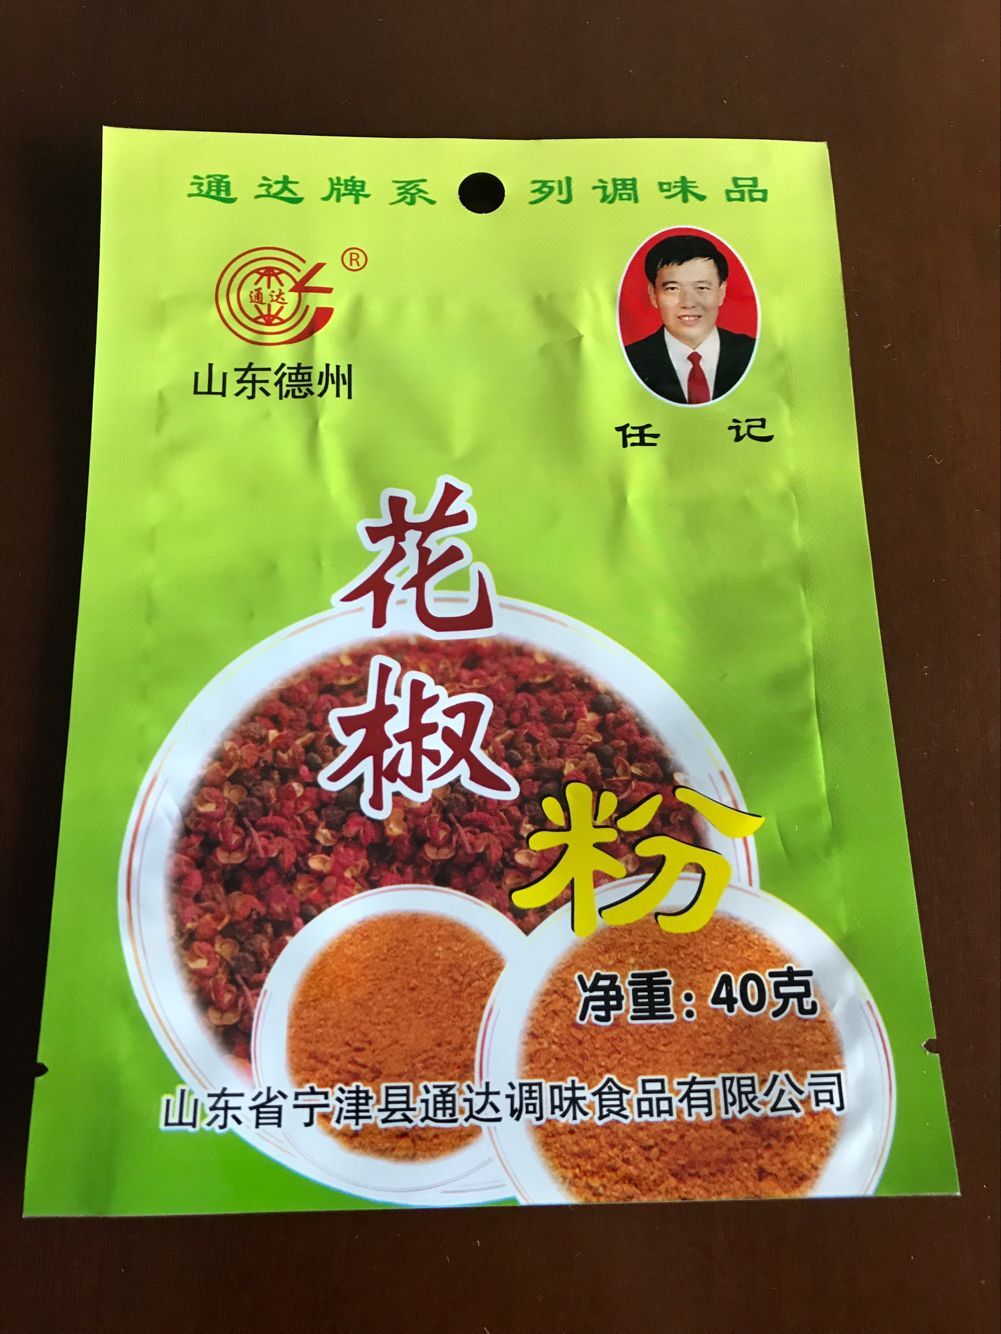 通达牌系列调味品
通达
®
山东德州
任记
花椒粉
净重：40克
山东省宁津县通达调味食品有限公司